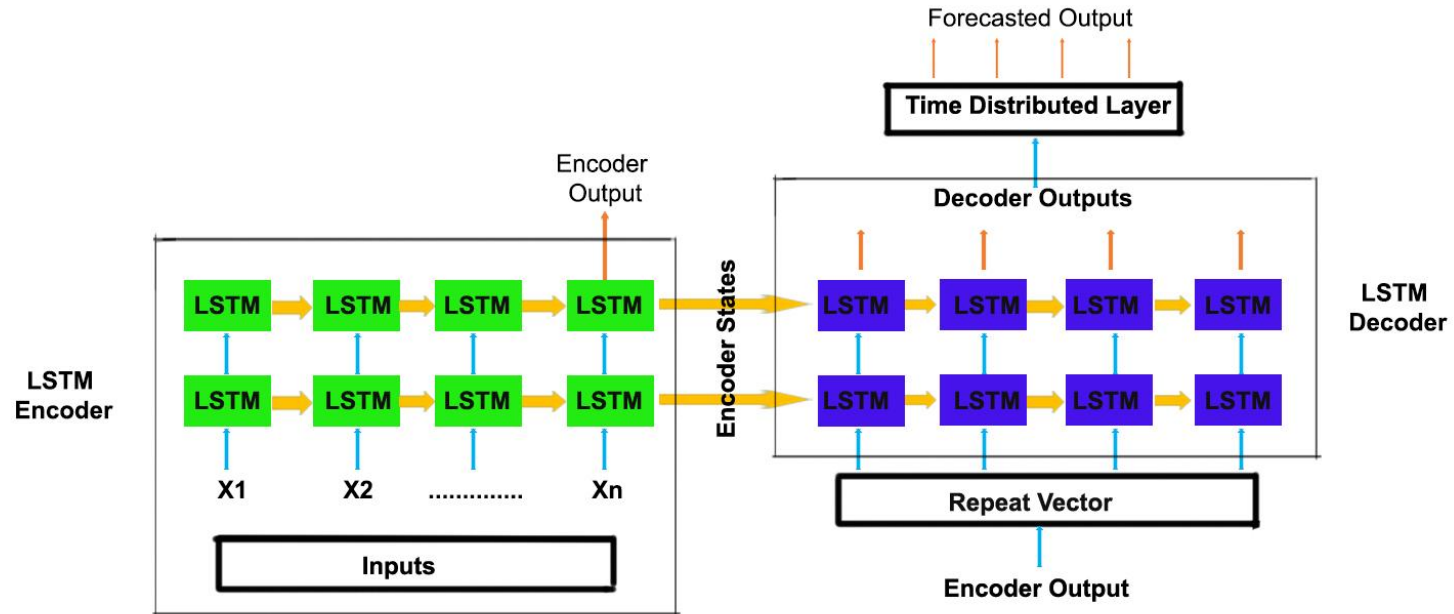 Forecasted Output
Time Distributed Layer
Encoder
Output
Decoder Outputs
LSTM LSTM LSTM LSTM
LSTM LSTM LSTM LSTM
Encoder States
LSTM LSTM LSTM LSTM
LSTM LSTM LSTM LSTM
LSTM
Decoder
LSTM
Encoder
X1 X2 .............. Xn
Inputs
Repeat Vector
Encoder Output